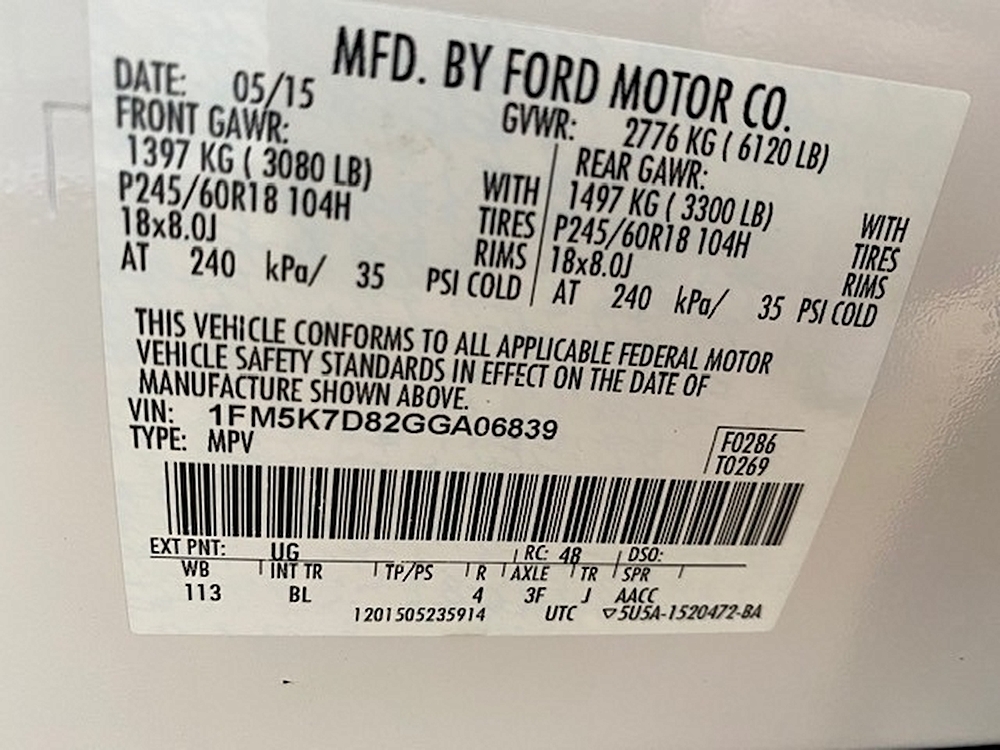 MFD. BY FORD MOTOR CO.
DATE: 05/15 GVWR: 2776 KG ( 6120 LB)
FRONT GAWR: REAR GAWR:
1397 KG ( 3080 LB) WITH 1497 KG ( 3300 LB) WITH
P245/60R18 104H TIRES P245/60R18 104H TIRES
18x8.0J RIMS 18x8.0J RIMS
AT 240 kPa/ 35 PSI COLD AT 240 kPa/ 35 PSI COLD
THIS VEHICLE CONFORMS TO ALL APPLICABLE FEDERAL MOTOR
VEHICLE SAFETY STANDARDS IN EFFECT ON THE DATE OF
MANUFACTURE SHOWN ABOVE.
VIN: 1FM5K7D82GGA06839
TYPE: MPV
F0286
T0269
EXT PNT: UG RC: 48 DSO:
WB INT TR TP/PS R AXLE TR SPR
113 BL 4 3F J AACC
1201505235914 UTC ▽5U5A-1520472-BA